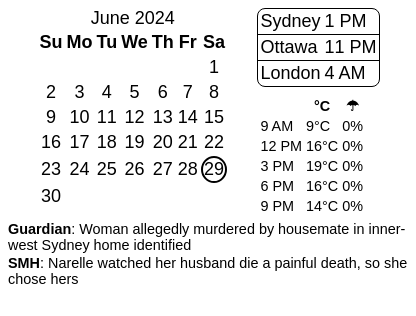 June 2024
Su Mo Tu We Th Fr Sa
1
2 3 4 5 6 7 8
9 10 11 12 13 14 15
16 17 18 19 20 21 22
23 24 25 26 27 28 29
30
Sydney 1 PM
Ottawa 11 PM
London 4 AM
°C ☂
9 AM 9°C 0%
12 PM 16°C 0%
3 PM 19°C 0%
6 PM 16°C 0%
9 PM 14°C 0%
Guardian: Woman allegedly murdered by housemate in inner-
west Sydney home identified
SMH: Narelle watched her husband die a painful death, so she
chose hers